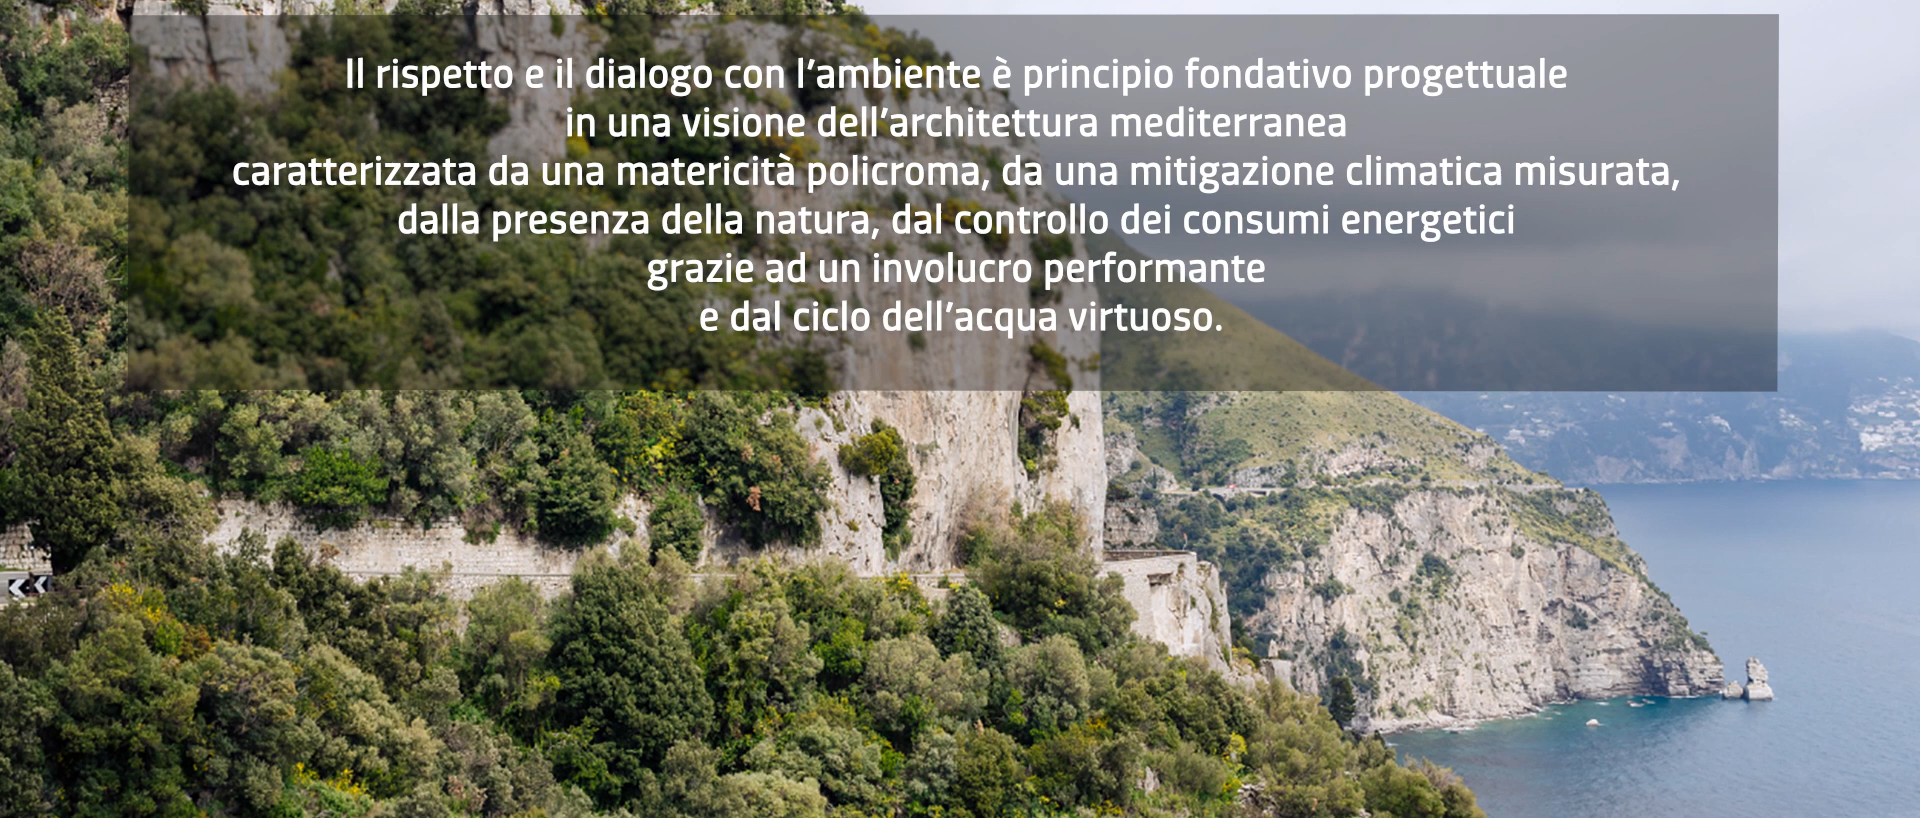 Il rispetto e il dialogo con l’ambiente è principio fondativo progettuale
in una visione dell’architettura mediterranea
caratterizzata da una matericità policroma, da una mitigazione climatica misurata,
dalla presenza della natura, dal controllo dei consumi energetici
grazie ad un involucro performante
e dal ciclo dell’acqua virtuoso.